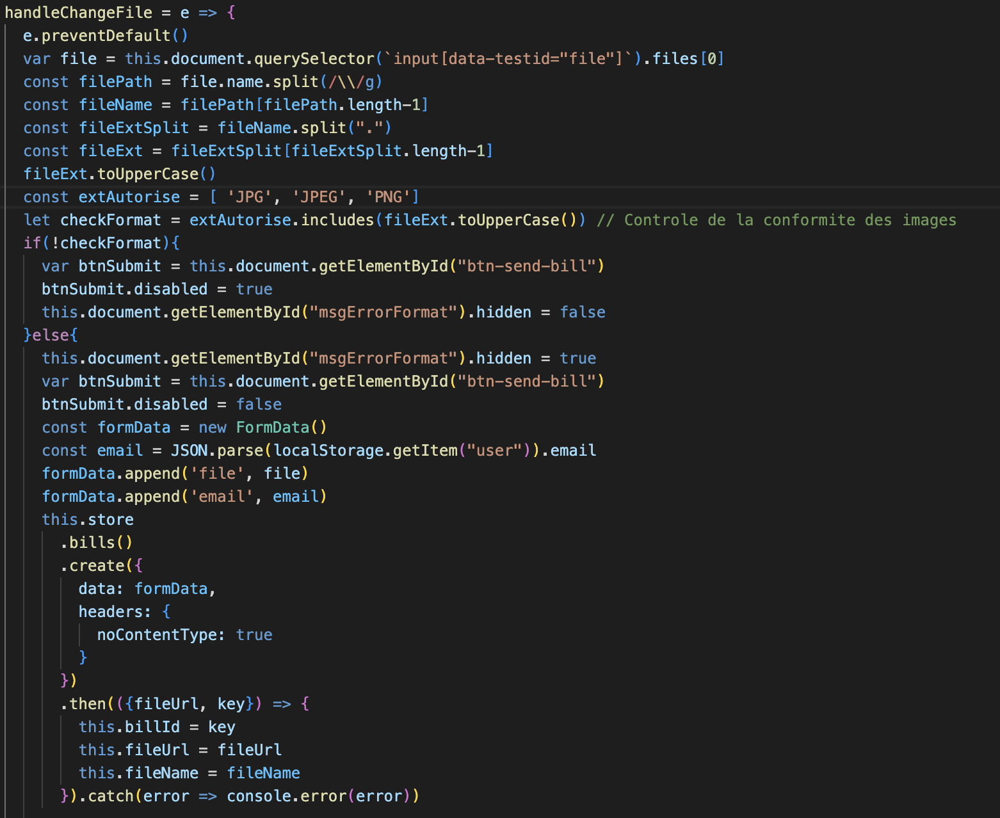 handleChangeFile = e => {
  e.preventDefault()
  var file = this.document.querySelector(`input[data-testid="file"]`).files[0]
  const filePath = file.name.split(/\\/g)
  const fileName = filePath[filePath.length-1]
  const fileExtSplit = fileName.split(".")
  const fileExt = fileExtSplit[fileExtSplit.length-1]
  fileExt.toUpperCase()
  const extAutorise = [ 'JPG', 'JPEG', 'PNG']
  let checkFormat = extAutorise.includes(fileExt.toUpperCase()) // Controle de la conformite des images
  if(!checkFormat){
    var btnSubmit = this.document.getElementById("btn-send-bill")
    btnSubmit.disabled = true
    this.document.getElementById("msgErrorFormat").hidden = false
  }else{
    this.document.getElementById("msgErrorFormat").hidden = true
    var btnSubmit = this.document.getElementById("btn-send-bill")
    btnSubmit.disabled = false
    const formData = new FormData()
    const email = JSON.parse(localStorage.getItem("user")).email
    formData.append('file', file)
    formData.append('email', email)
    this.store
      .bills()
      .create({
        data: formData,
        headers: {
          noContentType: true
        }
      })
      .then(({fileUrl, key}) => {
        this.billId = key
        this.fileUrl = fileUrl
        this.fileName = fileName
      }).catch(error => console.error(error))